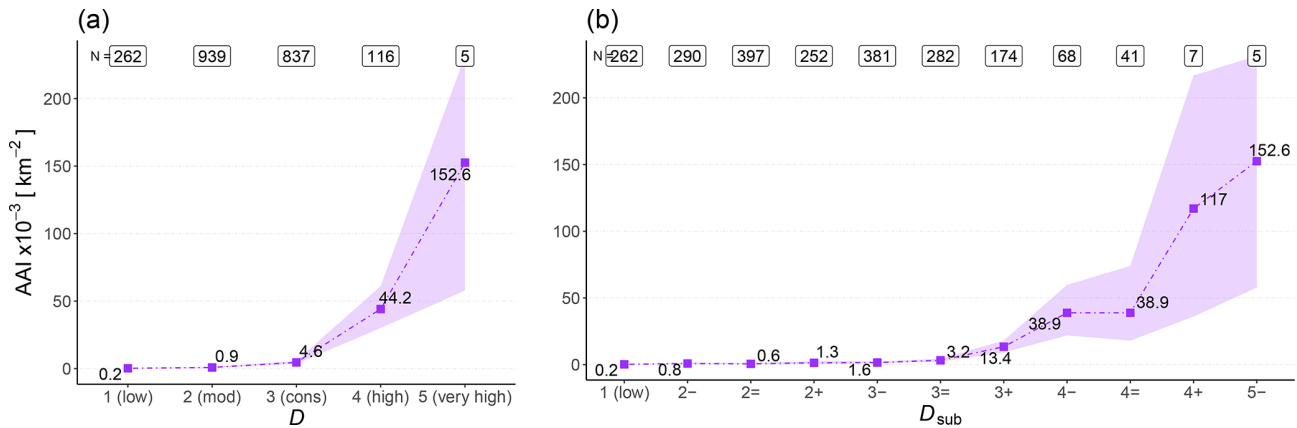 (a)
N = 262 939 837 116 5
200
150
100
50
0
AAI x10⁻³ [ km⁻² ]
0.2 0.9 4.6 44.2 152.6
1 (low) 2 (mod) 3 (cons) 4 (high) 5 (very high)
D
(b)
N = 262 290 397 252 381 282 174 68 41 7 5
200
150
100
50
0
0.2 0.8 0.6 1.3 1.6 3.2 13.4 38.9 38.9 117 152.6
1 (low) 2− 2= 2+ 3− 3= 3+ 4− 4= 4+ 5−
D sub